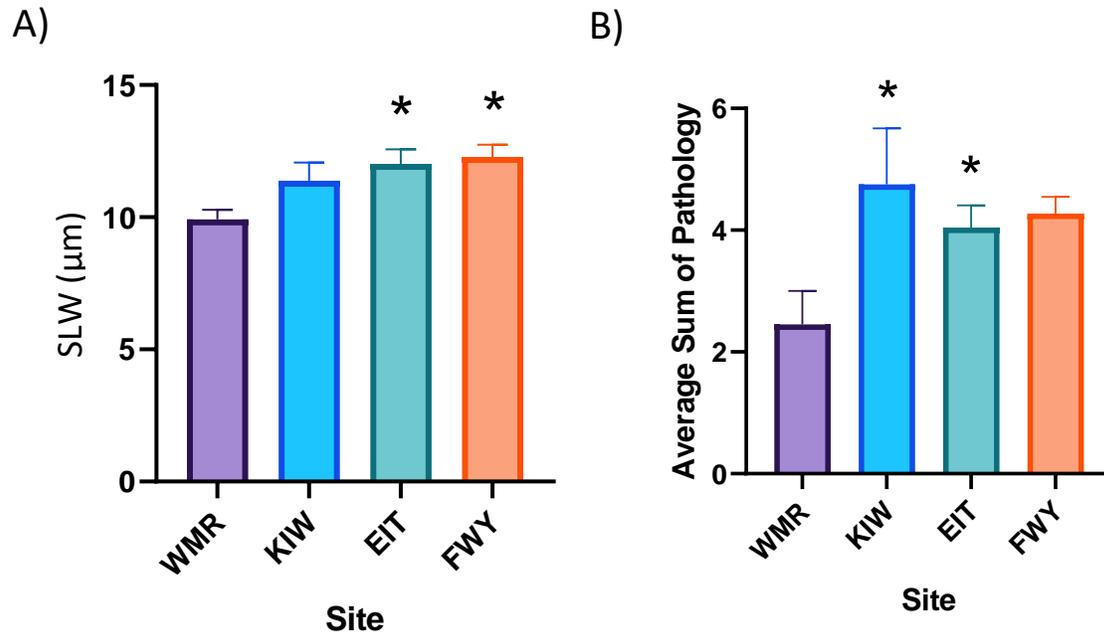 A)
SLW (μm)
15
10
5
0
*
*
WMR
KIW
EIT
FWY
Site
B)
Average Sum of Pathology
6
4
2
0
*
*
WMR
KIW
EIT
FWY
Site